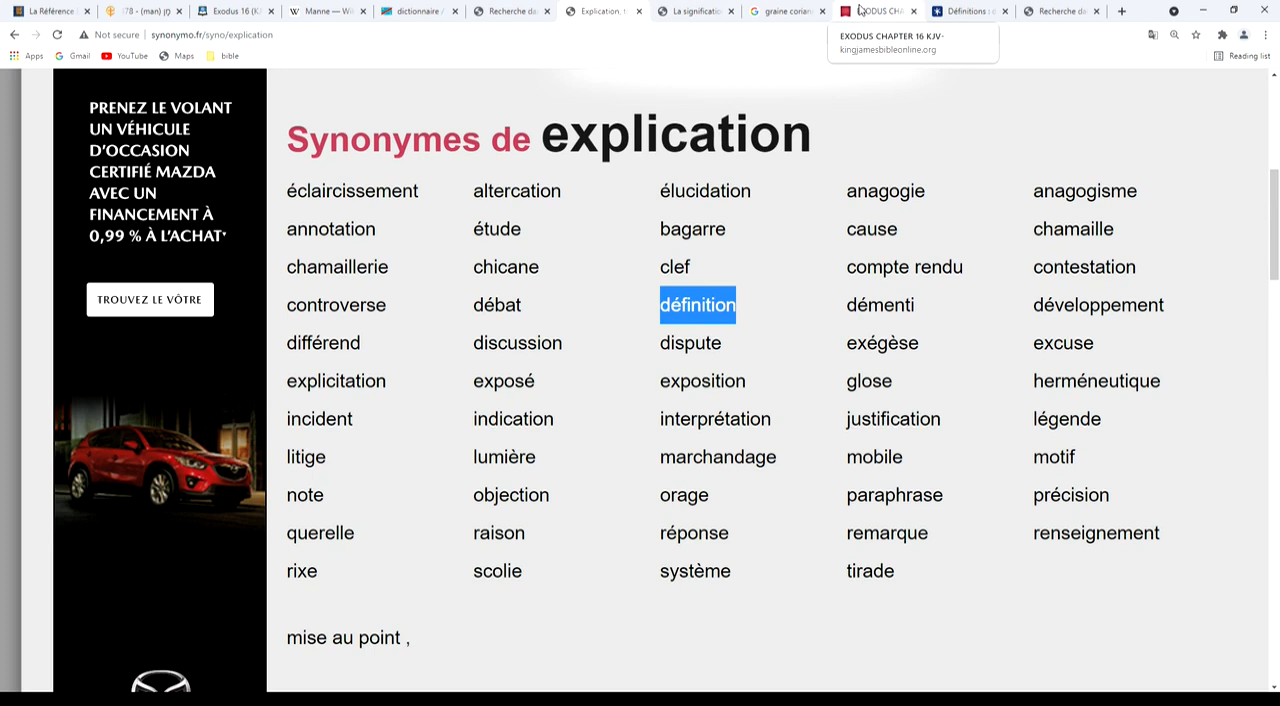 La Référence
Exodus 16 (K
Manne — Wi
dictionnaire /
Recherche da
Explication,
La significatio
graine corian
EXODUS CHA
Définitions : d
Recherche da
Not secure | synonymo.fr/syno/explication
EXODUS CHAPTER 16 KJV-
kingjamesbibleonline.org
Apps
Gmail
YouTube
Maps
bible
Reading list
PRENEZ LE VOLANT
UN VÉHICULE
D'OCCASION
CERTIFIÉ MAZDA
AVEC UN
FINANCEMENT À
0,99 % À L'ACHAT
TROUVEZ LE VÔTRE
Synonymes de explication
éclaircissement altercation élucidation anagogie anagogisme
annotation étude bagarre cause chamaille
chamaillerie chicane clef compte rendu contestation
controverse débat définition démenti développement
différend discussion dispute exégèse excuse
explicitation exposé exposition glose herméneutique
incident indication interprétation justification légende
litige lumière marchandage mobile motif
note objection orage paraphrase précision
querelle raison réponse remarque renseignement
rixe scolie système tirade
mise au point ,